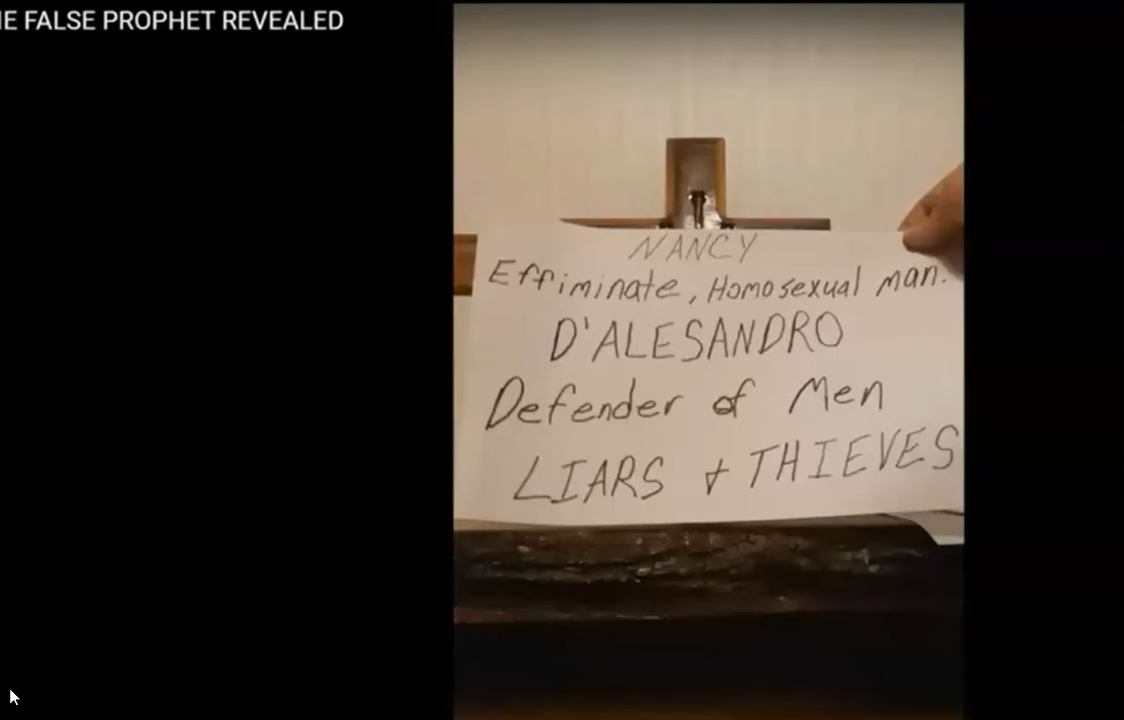 E FALSE PROPHET REVEALED
NANCY
Effiminate, Homosexual man.
D'ALESANDRO
Defender of Men
LIARS & THIEVES